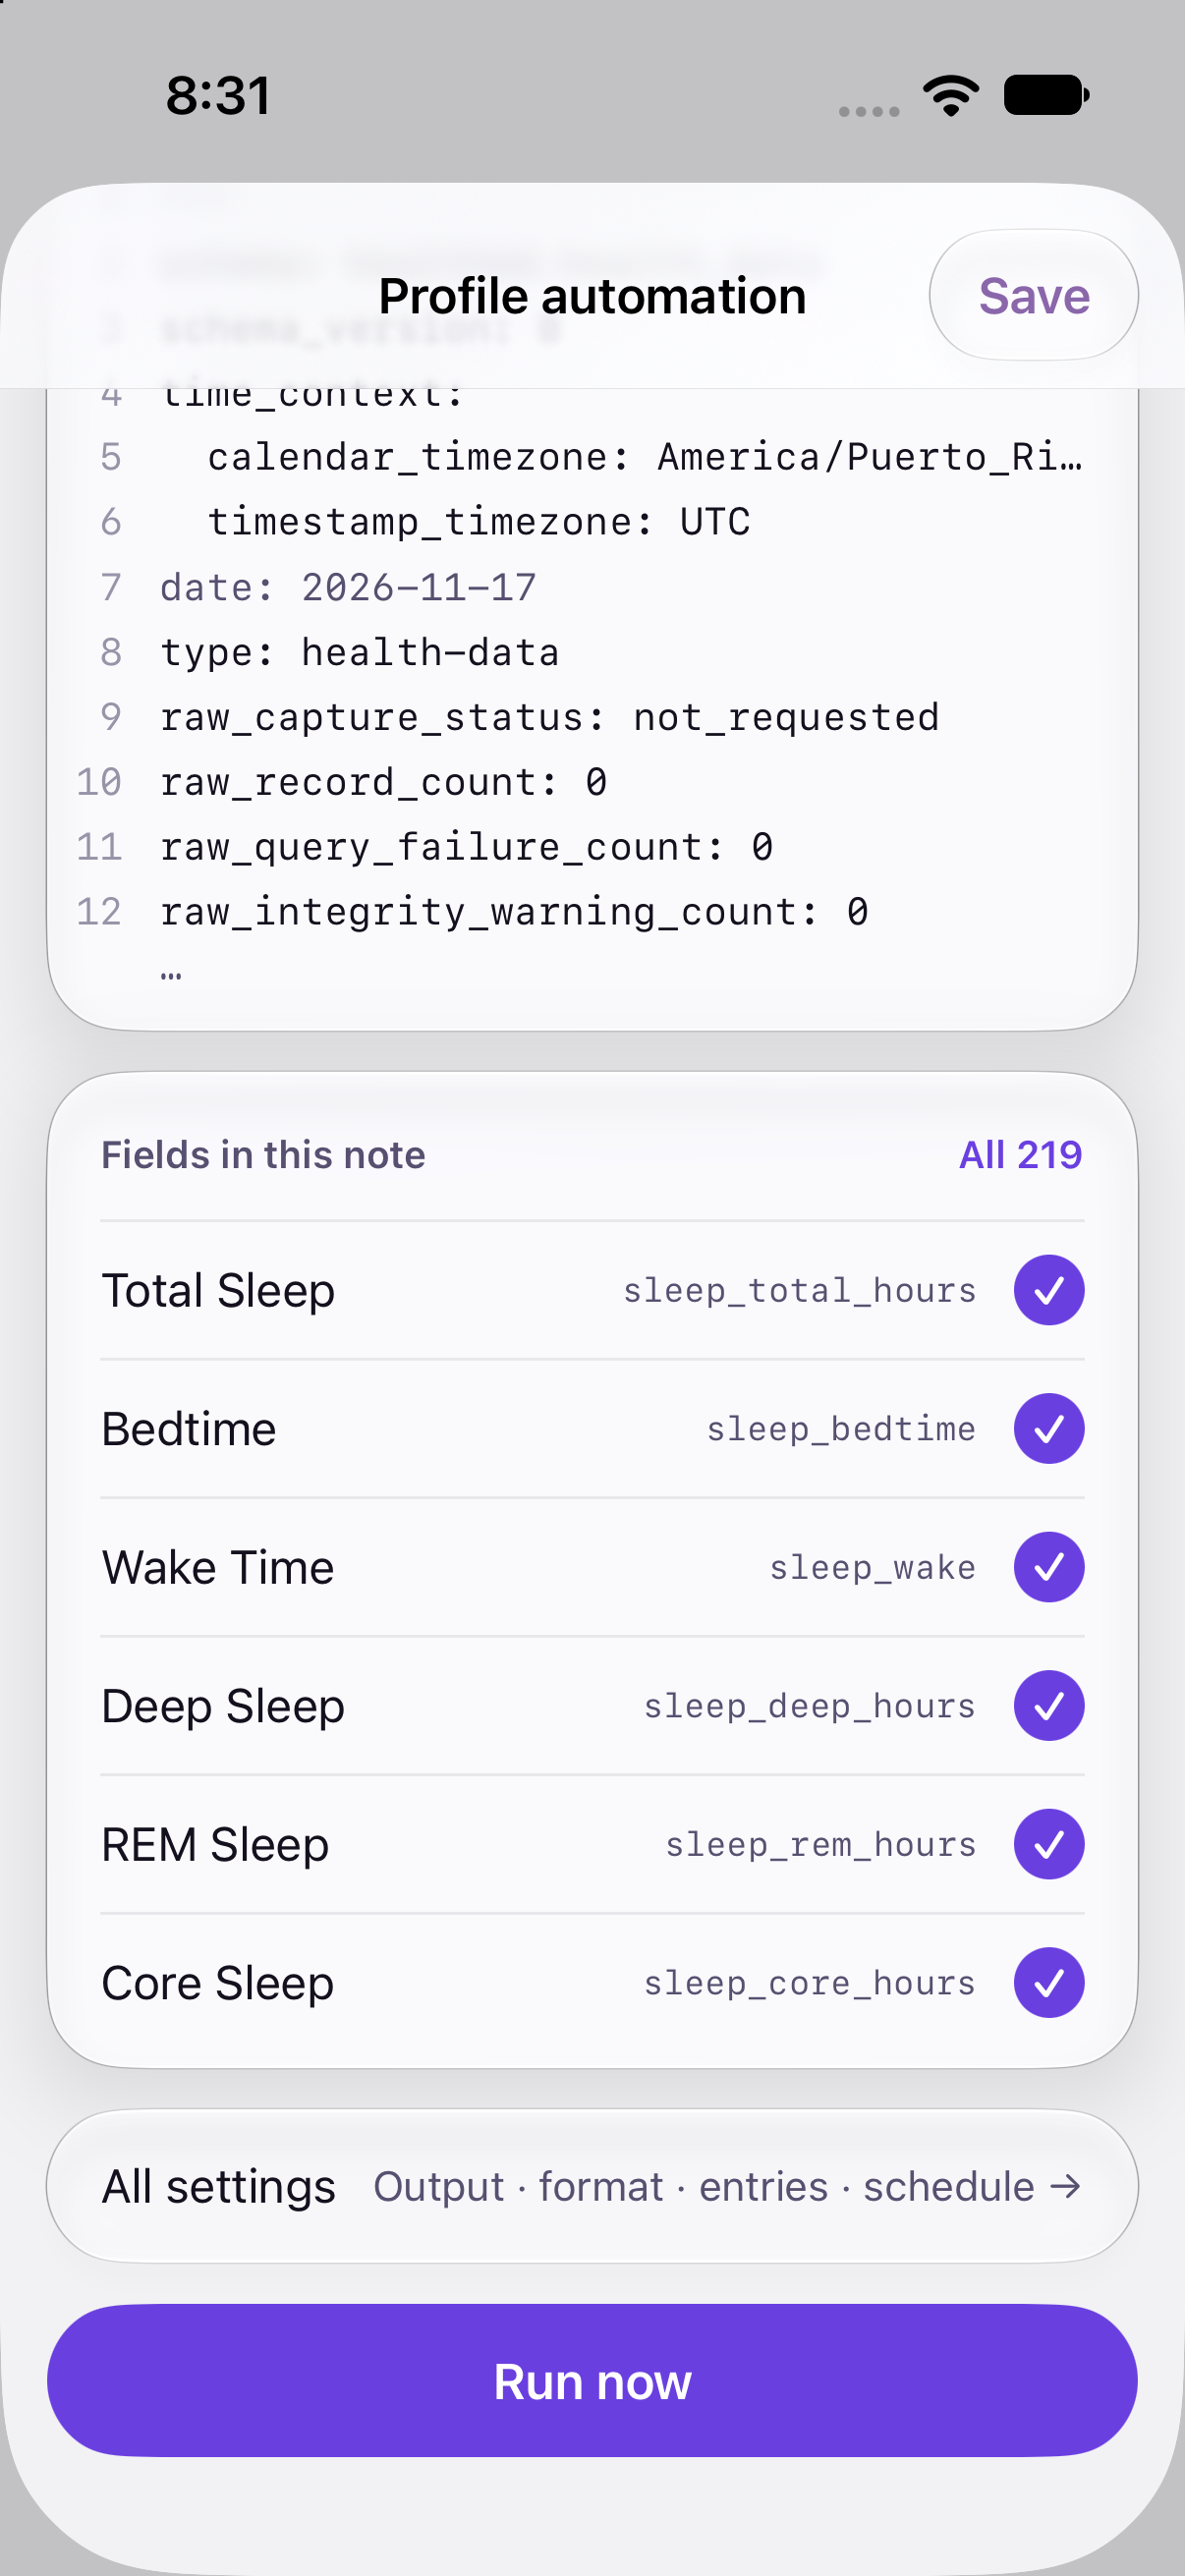 8:31
Profile automation
Save
schema_version: 8
4 time_context:
5 calendar_timezone: America/Puerto_Ri…
6 timestamp_timezone: UTC
7 date: 2026-11-17
8 type: health-data
9 raw_capture_status: not_requested
10 raw_record_count: 0
11 raw_query_failure_count: 0
12 raw_integrity_warning_count: 0
…
Fields in this note All 219
Total Sleep sleep_total_hours
Bedtime sleep_bedtime
Wake Time sleep_wake
Deep Sleep sleep_deep_hours
REM Sleep sleep_rem_hours
Core Sleep sleep_core_hours
All settings Output · format · entries · schedule →
Run now